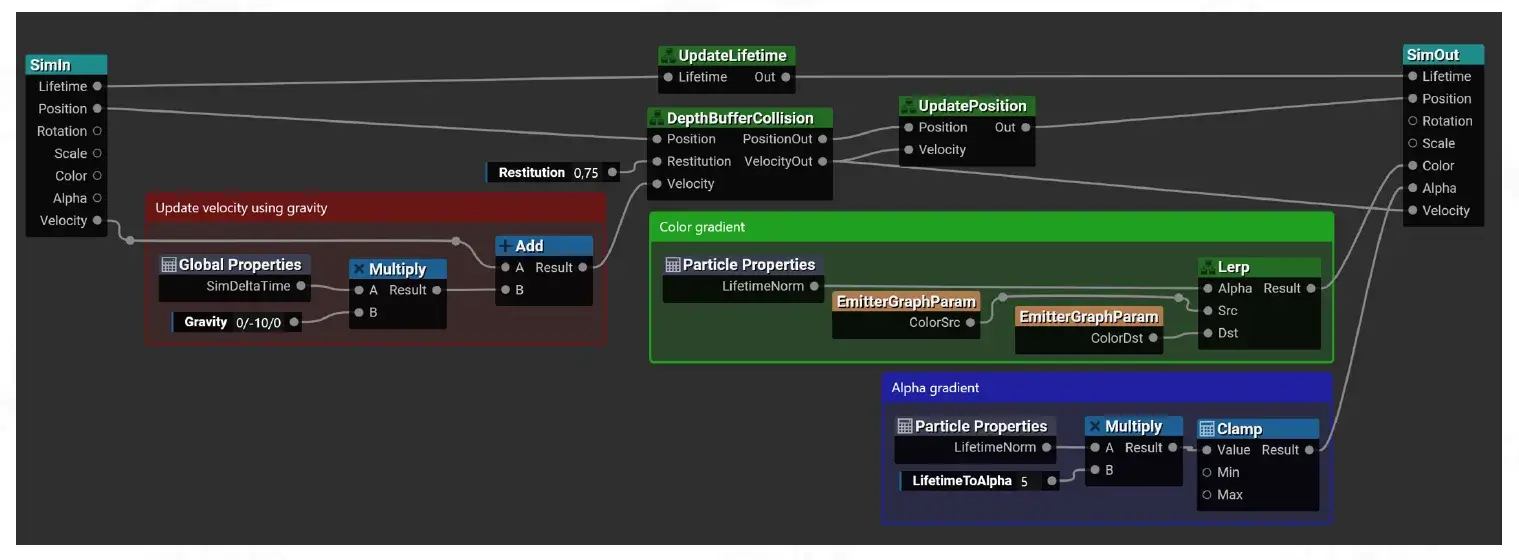 SimIn
Lifetime
Position
Rotation
Scale
Color
Alpha
Velocity
UpdateLifetime
Lifetime Out
DepthBufferCollision
Position PositionOut
Restitution VelocityOut
Velocity
Restitution 0,75
UpdatePosition
Position Out
Velocity
SimOut
Lifetime
Position
Rotation
Scale
Color
Alpha
Velocity
Update velocity using gravity
Global Properties
SimDeltaTime
Gravity 0/-10/0
Multiply
A Result
B
Add
A Result
B
Color gradient
Particle Properties
LifetimeNorm
EmitterGraphParam
ColorSrc
EmitterGraphParam
ColorDst
Lerp
Alpha Result
Src
Dst
Alpha gradient
Particle Properties
LifetimeNorm
LifetimeToAlpha 5
Multiply
A Result
B
Clamp
Value Result
Min
Max